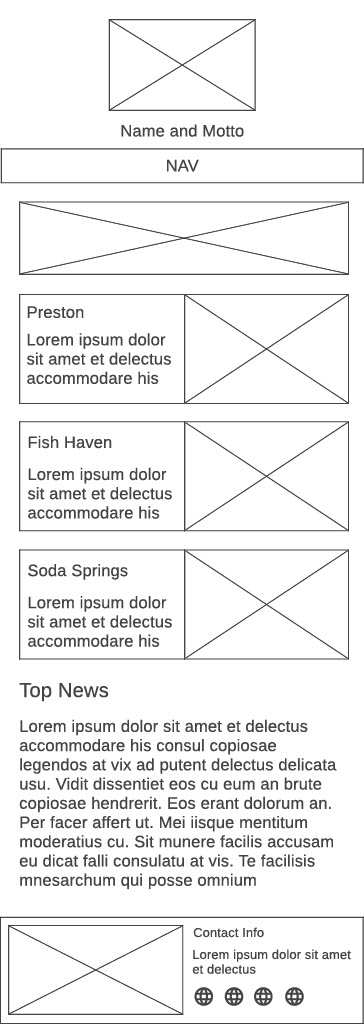 Name and Motto
NAV
Preston
Lorem ipsum dolor
sit amet et delectus
accommodare his
Fish Haven
Lorem ipsum dolor
sit amet et delectus
accommodare his
Soda Springs
Lorem ipsum dolor
sit amet et delectus
accommodare his
Top News
Lorem ipsum dolor sit amet et delectus
accommodare his consul copiosae
legendos at vix ad putent delectus delicata
usu. Vidit dissentiet eos cu eum an brute
copiosae hendrerit. Eos erant dolorum an.
Per facer affert ut. Mei iisque mentitum
moderatius cu. Sit munere facilis accusam
eu dicat falli consulatu at vis. Te facilisis
mnesarchum qui posse omnium
Contact Info
Lorem ipsum dolor sit amet
et delectus